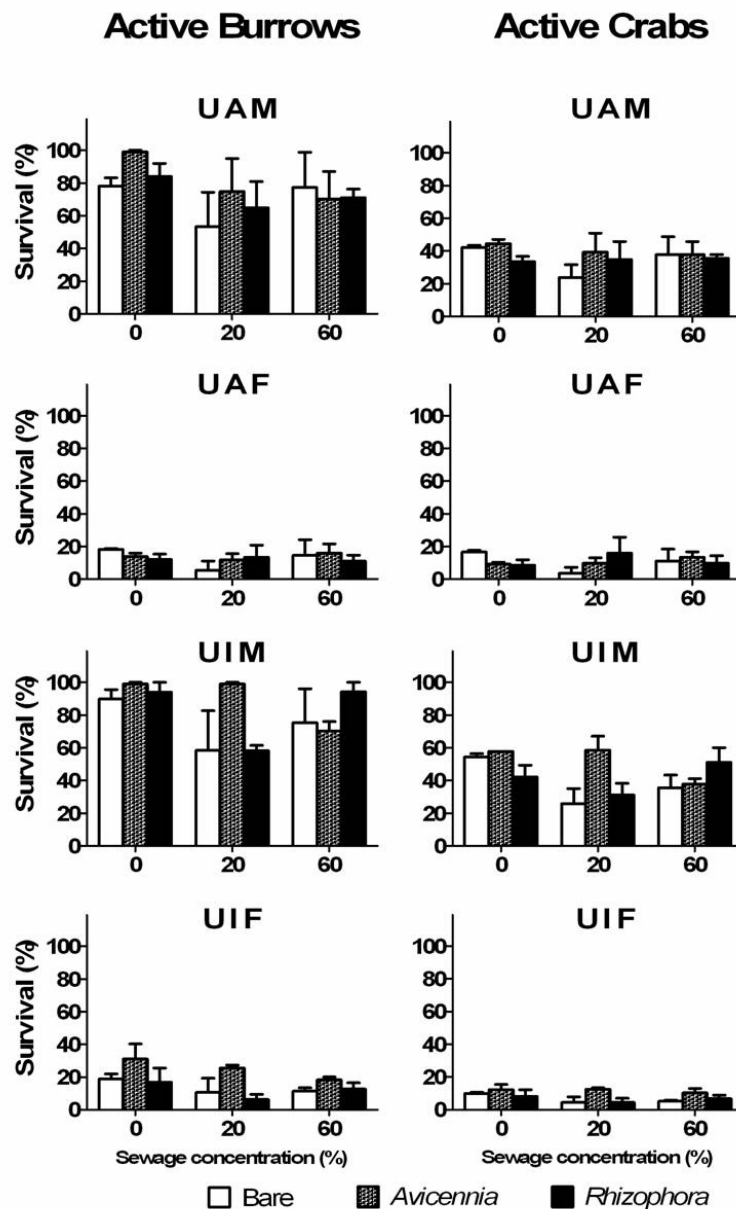 Active Burrows Active Crabs
UAM UAM
Survival (%)
100 100
80 80
60 60
40 40
20 20
0 0
0 20 60 0 20 60
UAF UAF
Survival (%)
100 100
80 80
60 60
40 40
20 20
0 0
0 20 60 0 20 60
UIM UIM
Survival (%)
100 100
80 80
60 60
40 40
20 20
0 0
0 20 60 0 20 60
UIF UIF
Survival (%)
100 100
80 80
60 60
40 40
20 20
0 0
0 20 60 0 20 60
Sewage concentration (%) Sewage concentration (%)
Bare Avicennia Rhizophora